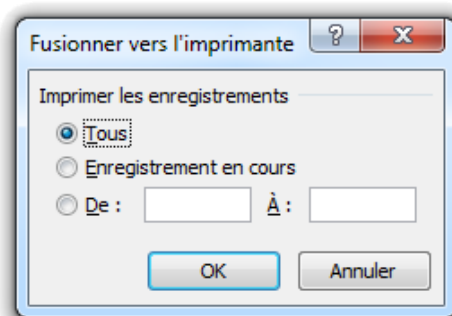 Fusionner vers l'imprimante
Imprimer les enregistrements
Tous
Enregistrement en cours
De : À :
OK Annuler